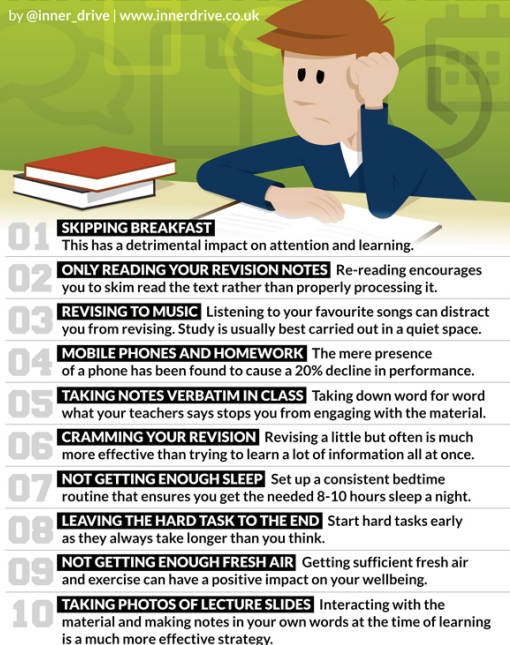 by @inner_drive | www.innerdrive.co.uk
01 SKIPPING BREAKFAST
This has a detrimental impact on attention and learning.
02 ONLY READING YOUR REVISION NOTES Re-reading encourages
you to skim read the text rather than properly processing it.
03 REVISING TO MUSIC Listening to your favourite songs can distract
you from revising. Study is usually best carried out in a quiet space.
04 MOBILE PHONES AND HOMEWORK The mere presence
of a phone has been found to cause a 20% decline in performance.
05 TAKING NOTES VERBATIM IN CLASS Taking down word for word
what your teachers says stops you from engaging with the material.
06 CRAMMING YOUR REVISION Revising a little but often is much
more effective than trying to learn a lot of information all at once.
07 NOT GETTING ENOUGH SLEEP Set up a consistent bedtime
routine that ensures you get the needed 8-10 hours sleep a night.
08 LEAVING THE HARD TASK TO THE END Start hard tasks early
as they always take longer than you think.
09 NOT GETTING ENOUGH FRESH AIR Getting sufficient fresh air
and exercise can have a positive impact on your wellbeing.
10 TAKING PHOTOS OF LECTURE SLIDES Interacting with the
material and making notes in your own words at the time of learning
is a much more effective strategy.